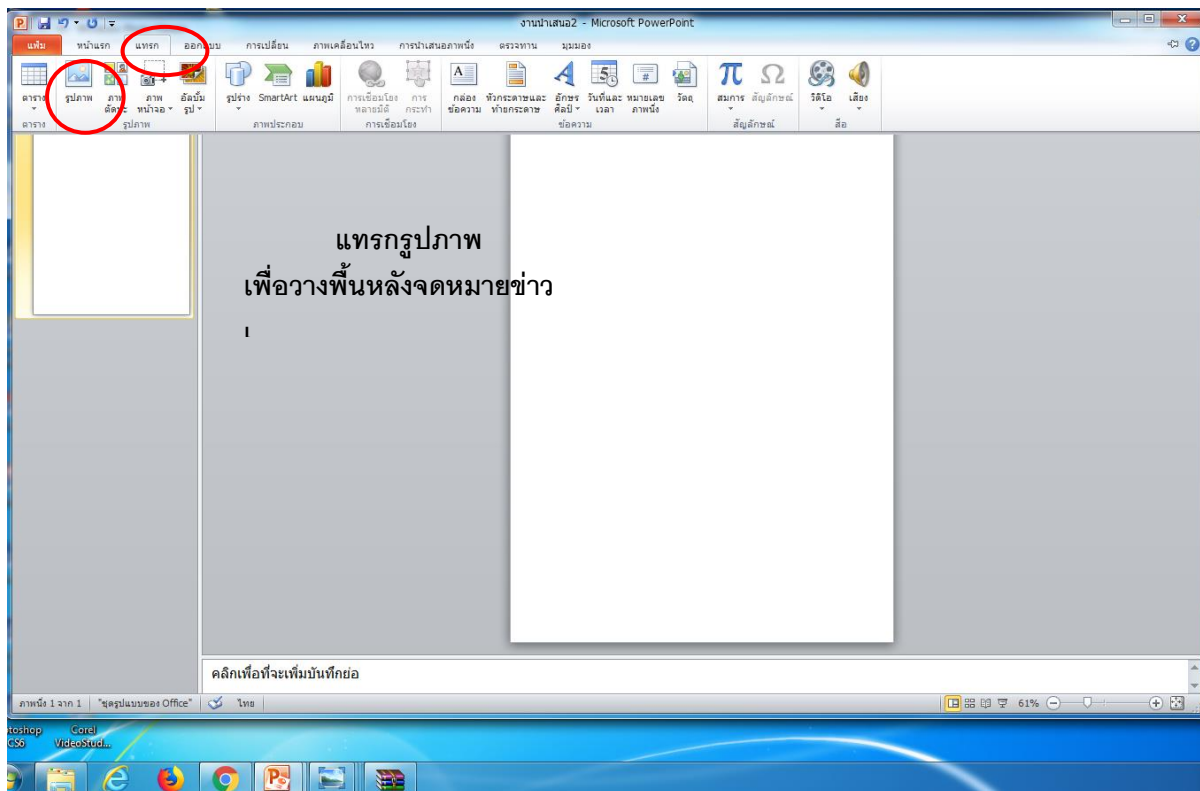 งานนำเสนอ2 - Microsoft PowerPoint
แฟ้ม หน้าแรก แทรก ออกแบบ การเปลี่ยน ภาพเคลื่อนไหว การนำเสนอภาพนิ่ง ตรวจทาน มุมมอง
ตาราง รูปภาพ ภาพตัดปะ ภาพหน้าจอ อัลบั้มรูป รูปร่าง SmartArt แผนภูมิ การเชื่อมโยงหลายมิติ การกระทำ กล่องข้อความ หัวกระดาษและท้ายกระดาษ อักษรศิลป์ วันที่และเวลา หมายเลขภาพนิ่ง วัตถุ สมการ สัญลักษณ์ วิดีโอ เสียง
ตาราง รูปภาพ ภาพประกอบ การเชื่อมโยง ข้อความ สัญลักษณ์ สื่อ
แทรกรูปภาพ
เพื่อวางพื้นหลังจดหมายข่าว
เ
คลิกเพื่อที่จะเพิ่มบันทึกย่อ
ภาพนิ่ง 1 จาก 1 "ชุดรูปแบบของ Office" ไทย 61%
toshop Corel
CS6 VideoStud...